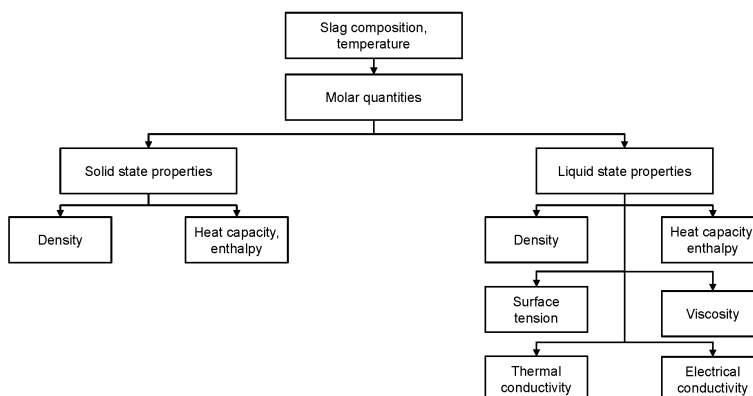 Slag composition,
temperature
Molar quantities
Solid state properties
Liquid state properties
Density
Heat capacity,
enthalpy
Density
Heat capacity,
enthalpy
Surface
tension
Viscosity
Thermal
conductivity
Electrical
conductivity